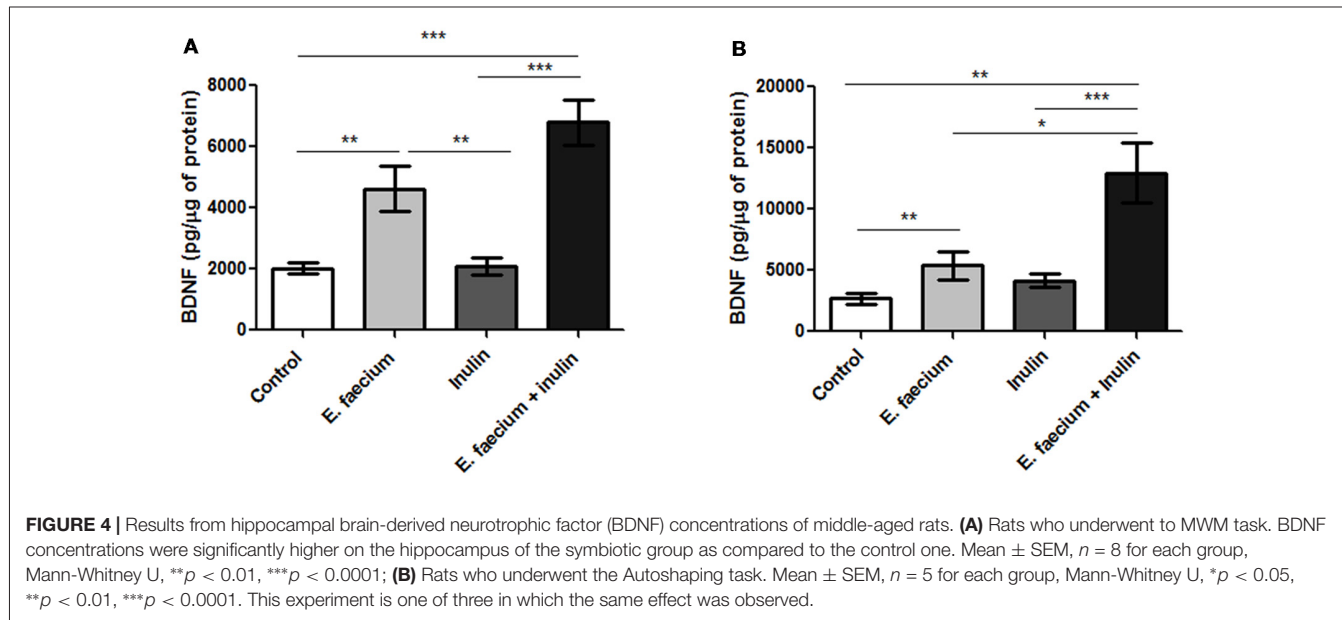 A
***
***
**
**
BDNF (pg/µg of protein)
8000
6000
4000
2000
0
Control
E. faecium
Inulin
E. faecium + inulin
B
**
***
*
**
BDNF (pg/µg of protein)
20000
15000
10000
5000
0
Control
E. faecium
Inulin
E. faecium + Inulin
FIGURE 4 | Results from hippocampal brain-derived neurotrophic factor (BDNF) concentrations of middle-aged rats. (A) Rats who underwent to MWM task. BDNF
concentrations were significantly higher on the hippocampus of the symbiotic group as compared to the control one. Mean ± SEM, n = 8 for each group,
Mann-Whitney U, **p < 0.01, ***p < 0.0001; (B) Rats who underwent the Autoshaping task. Mean ± SEM, n = 5 for each group, Mann-Whitney U, *p < 0.05,
**p < 0.01, ***p < 0.0001. This experiment is one of three in which the same effect was observed.